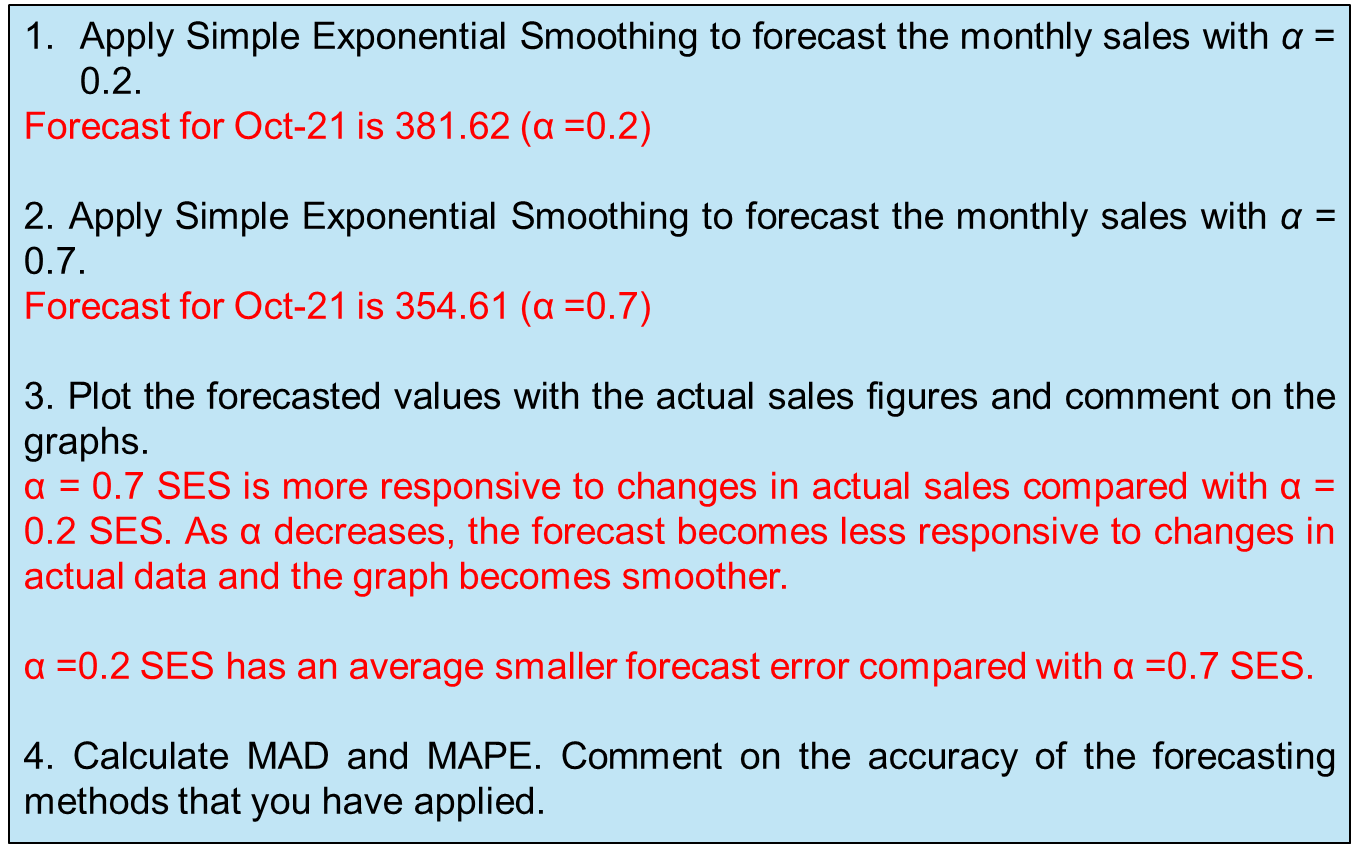 1. Apply Simple Exponential Smoothing to forecast the monthly sales with α =
0.2.
Forecast for Oct-21 is 381.62 (α =0.2)
2. Apply Simple Exponential Smoothing to forecast the monthly sales with α =
0.7.
Forecast for Oct-21 is 354.61 (α =0.7)
3. Plot the forecasted values with the actual sales figures and comment on the
graphs.
α = 0.7 SES is more responsive to changes in actual sales compared with α =
0.2 SES. As α decreases, the forecast becomes less responsive to changes in
actual data and the graph becomes smoother.
α =0.2 SES has an average smaller forecast error compared with α =0.7 SES.
4. Calculate MAD and MAPE. Comment on the accuracy of the forecasting
methods that you have applied.